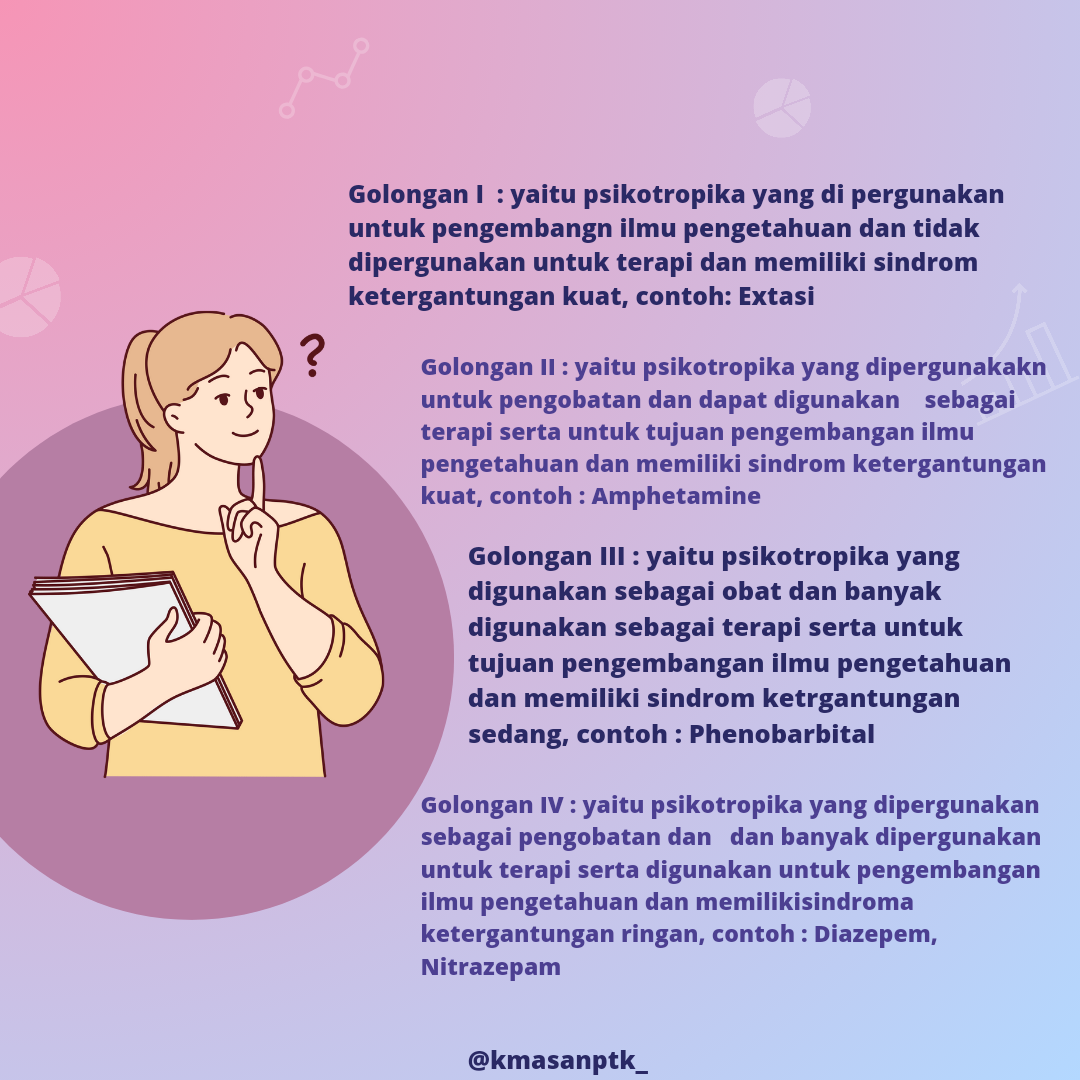 Golongan I  : yaitu psikotropika yang di pergunakan
untuk pengembangn ilmu pengetahuan dan tidak
dipergunakan untuk terapi dan memiliki sindrom
ketergantungan kuat, contoh: Extasi
?
Golongan II : yaitu psikotropika yang dipergunakakn
untuk pengobatan dan dapat digunakan    sebagai
terapi serta untuk tujuan pengembangan ilmu
pengetahuan dan memiliki sindrom ketergantungan
kuat, contoh : Amphetamine
Golongan III : yaitu psikotropika yang
digunakan sebagai obat dan banyak
digunakan sebagai terapi serta untuk
tujuan pengembangan ilmu pengetahuan
dan memiliki sindrom ketrgantungan
sedang, contoh : Phenobarbital
Golongan IV : yaitu psikotropika yang dipergunakan
sebagai pengobatan dan   dan banyak dipergunakan
untuk terapi serta digunakan untuk pengembangan
ilmu pengetahuan dan memilikisindroma
ketergantungan ringan, contoh : Diazepem,
Nitrazepam
@kmasanptk_